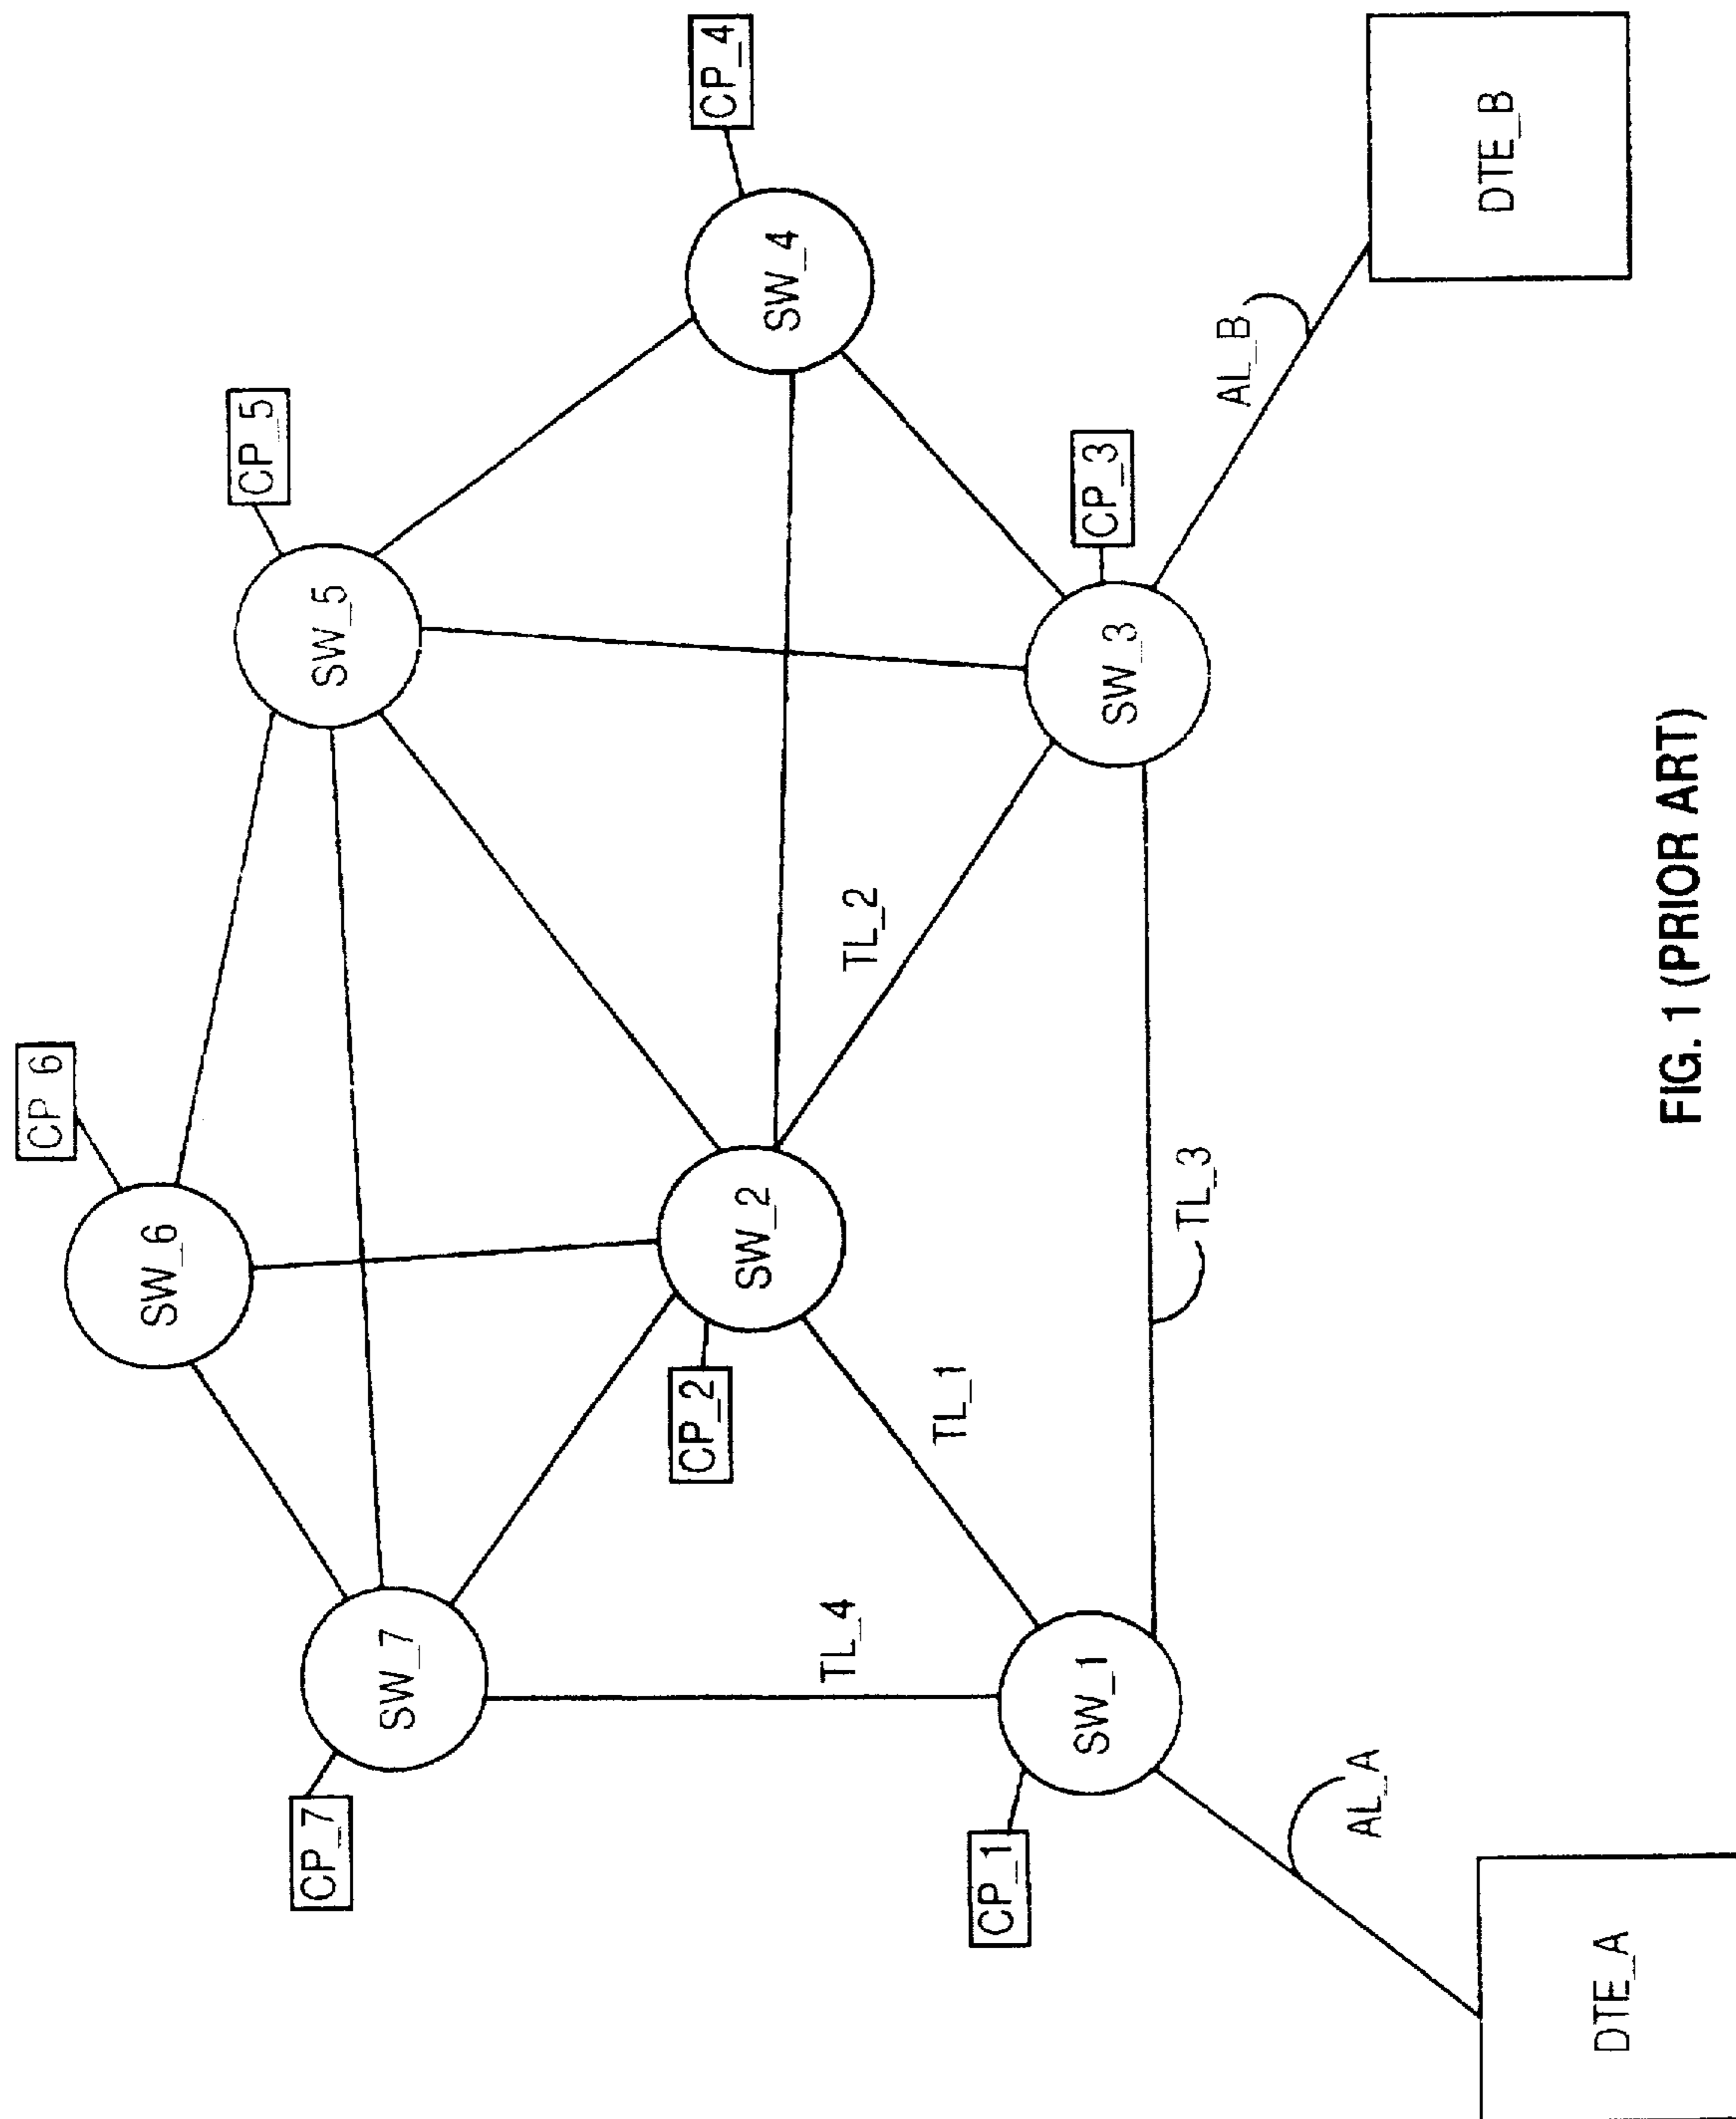 CP_6
CP_5
CP_4
SW_6
SW_5
CP_7
SW_7
SW_4
SW_2
CP_2
TL_2
TL_4
TL_1
CP_3
SW_3
CP_1
SW_1
TL_3
AL_B
AL_A
DTE_B
DTE_A
FIG. 1 (PRIOR ART)